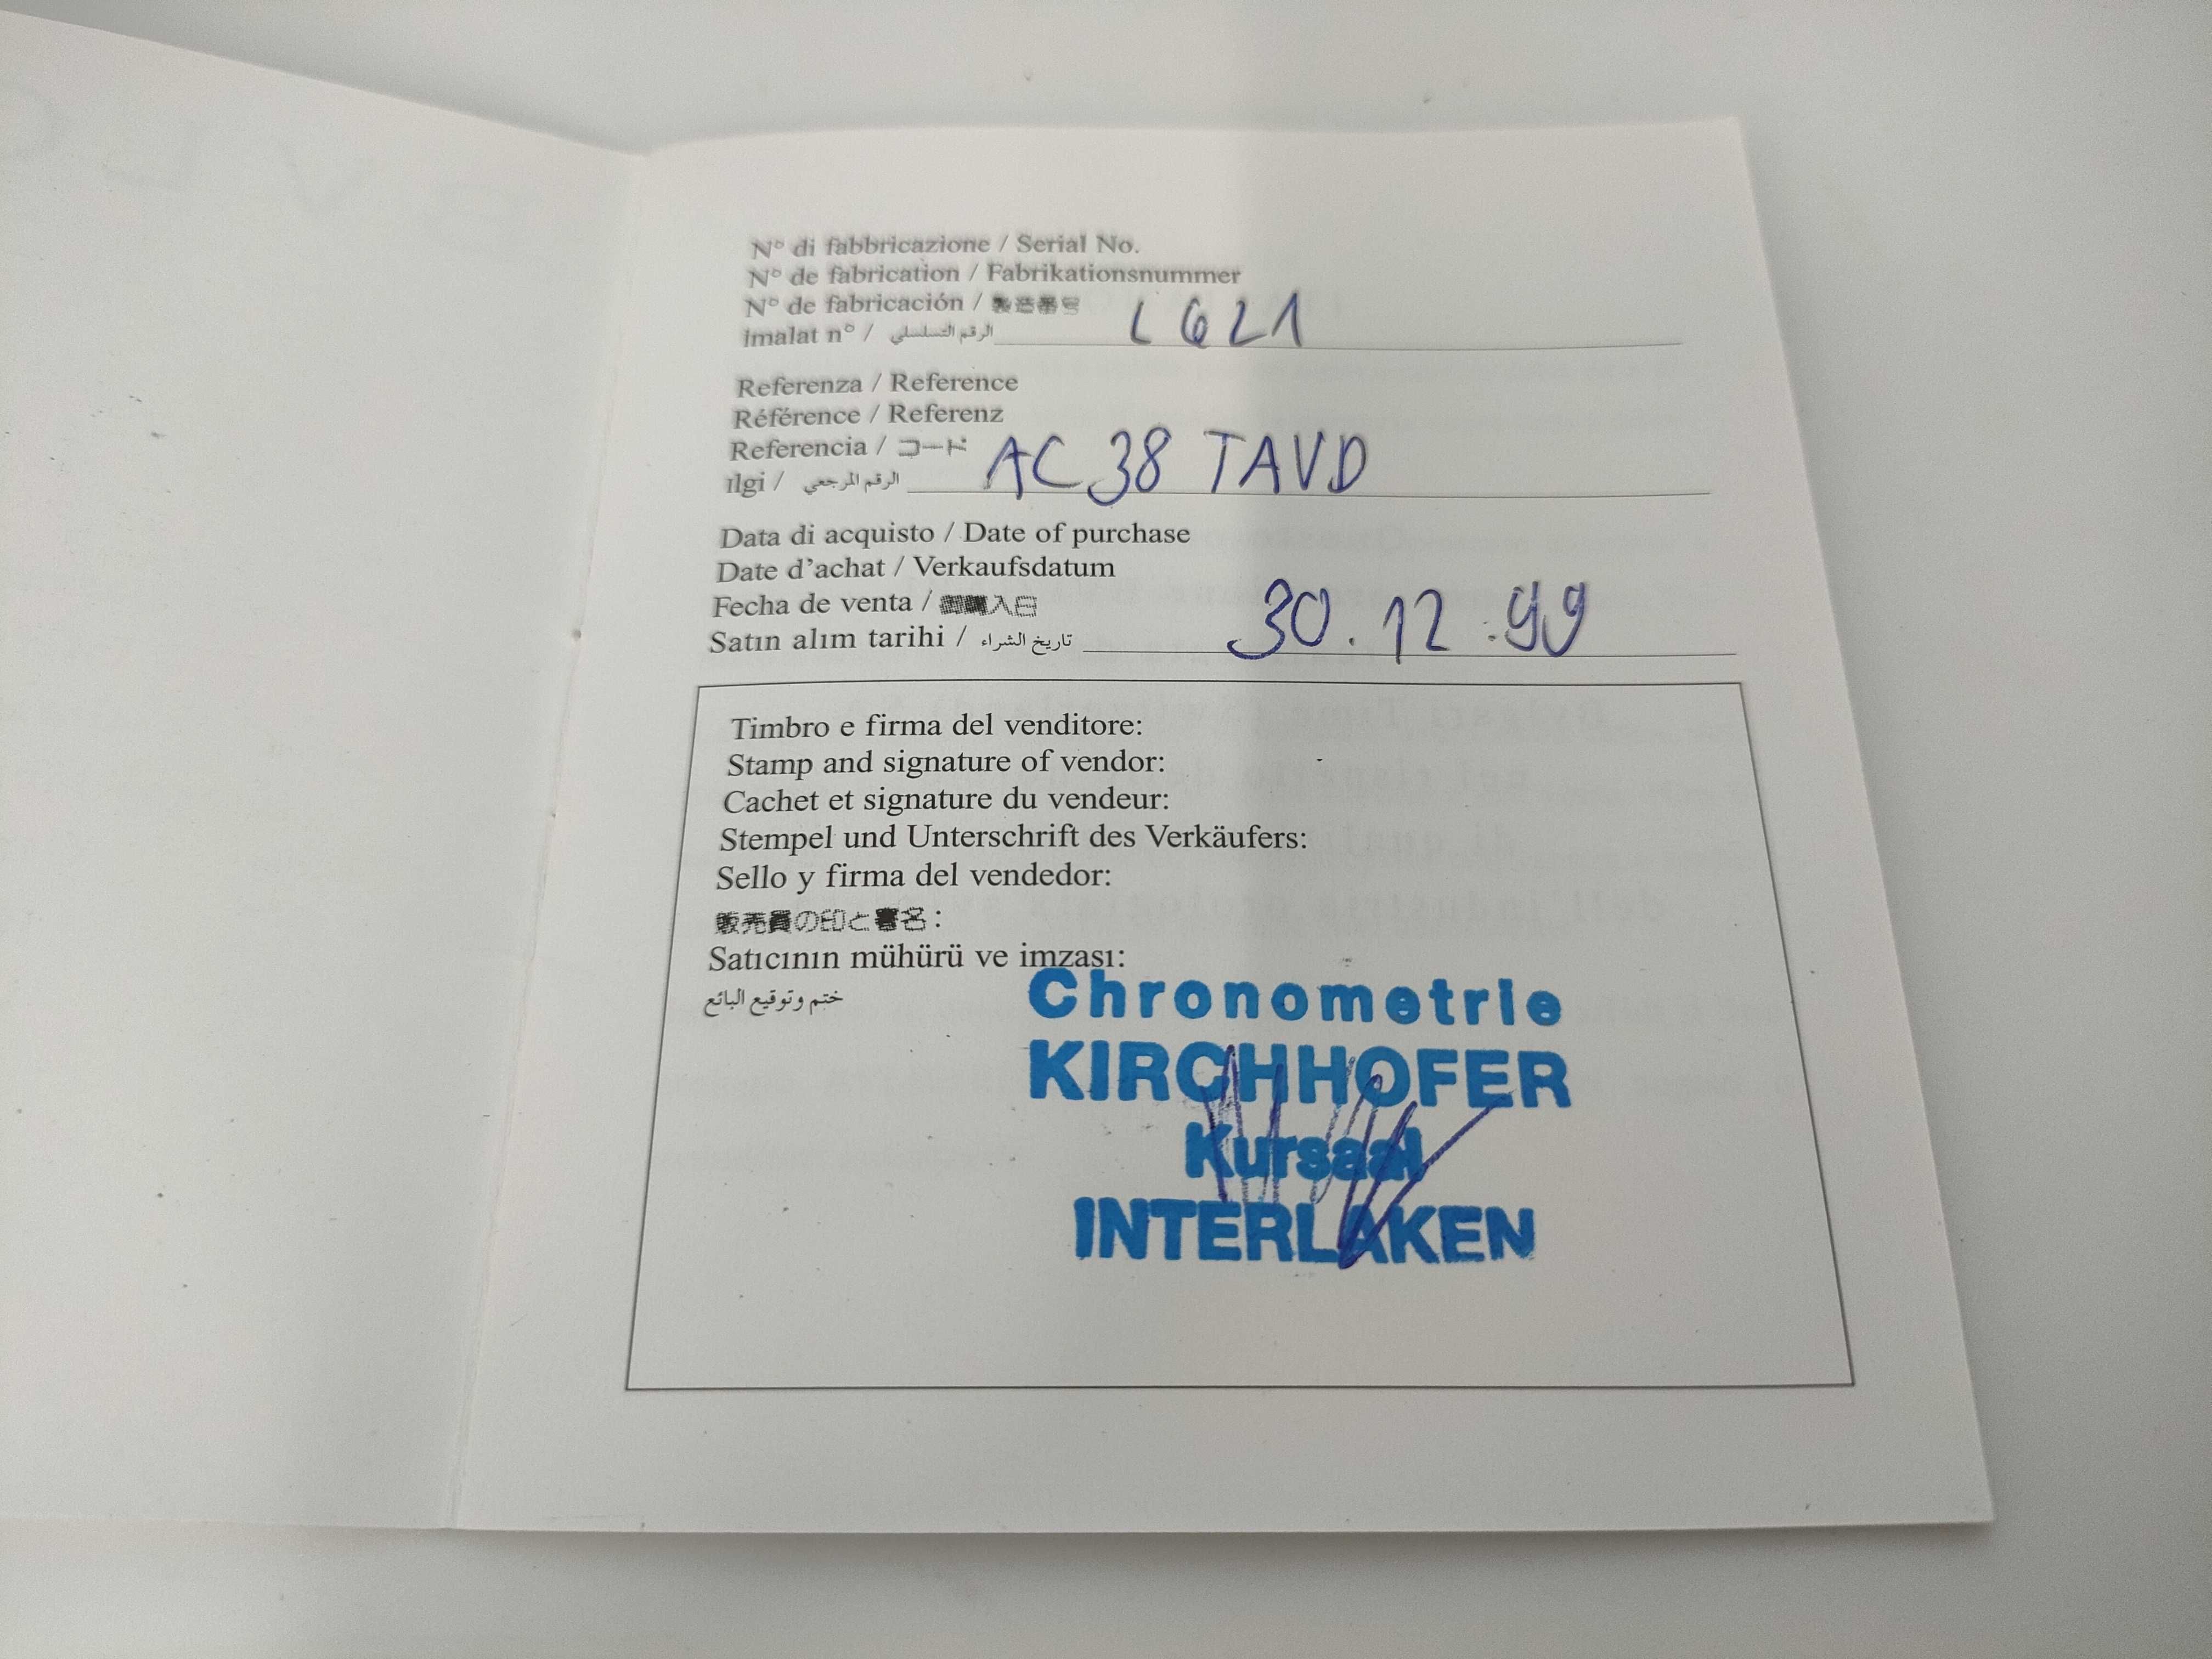 N° di fabbricazione / Serial No.
N° de fabrication / Fabrikationsnummer
N° de fabricación / 製造番号
imalat n° / الرقم التسلسلي L 621
Referenza / Reference
Référence / Referenz
Referencia / コード
ılgi / الرقم المرجعي AC 38 TAVD
Data di acquisto / Date of purchase
Date d'achat / Verkaufsdatum
Fecha de venta / 御購入日
Satın alım tarihi / تاريخ الشراء 30.12.99
Timbro e firma del venditore:
Stamp and signature of vendor:
Cachet et signature du vendeur:
Stempel und Unterschrift des Verkäufers:
Sello y firma del vendedor:
販売員の印と署名:
Satıcının mühürü ve imzası:
ختم وتوقيع البائع
Chronometrie
KIRCHHOFER
Kursaal
INTERLAKEN